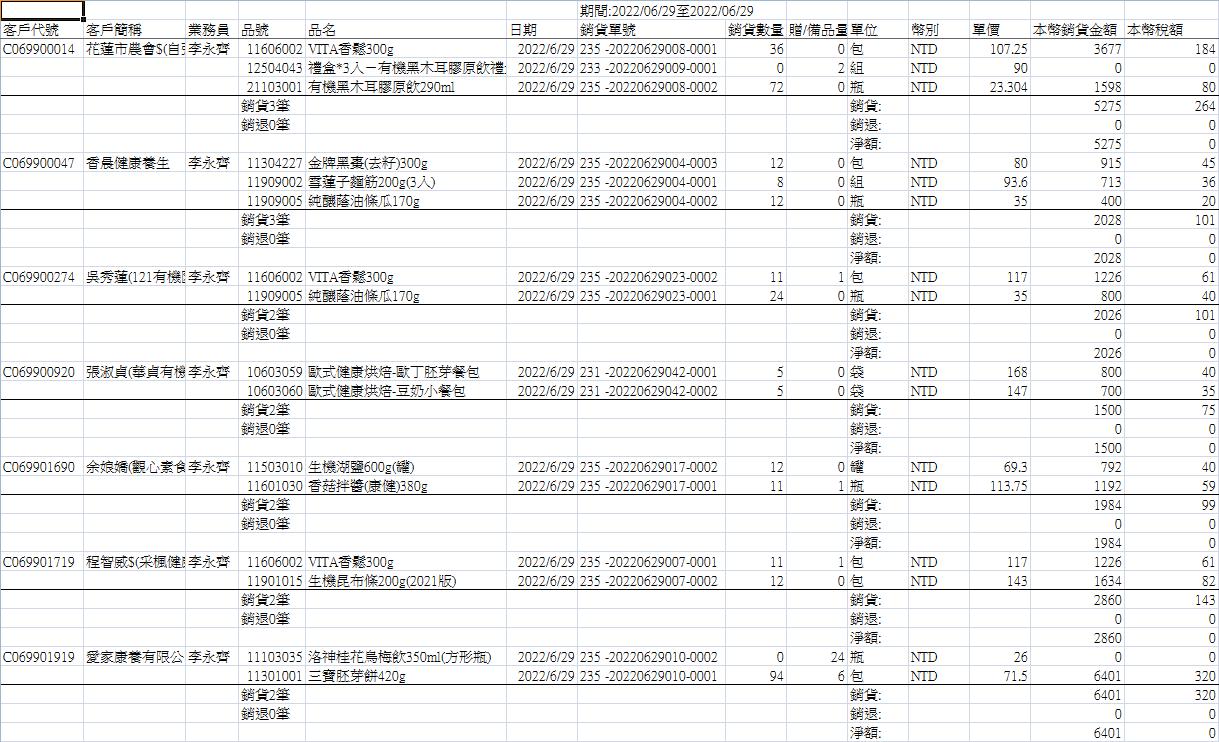 期間:2022/06/29至2022/06/29
客戶代號 客戶簡稱 業務員 品號 品名 日期 銷貨單號 銷貨數量 贈/備品量 單位 幣別 單價 本幣銷貨金額 本幣稅額
C069900014 花蓮市農會$(自 李永齊 11606002 VITA香鬆300g 2022/6/29 235 -20220629008-0001 36 0 包 NTD 107.25 3677 184
12504043 禮盒*3入－有機黑木耳膠原飲禮 2022/6/29 233 -20220629009-0001 0 2 組 NTD 90 0 0
21103001 有機黑木耳膠原飲290ml 2022/6/29 235 -20220629008-0002 72 0 瓶 NTD 23.304 1598 80
銷貨3筆 銷貨: 5275 264
銷退0筆 銷退: 0 0
淨額: 5275 0
C069900047 香晨健康養生 李永齊 11304227 金牌黑棗(去籽)300g 2022/6/29 235 -20220629004-0003 12 0 包 NTD 80 915 45
11909002 雪蓮子麵筋200g(3入) 2022/6/29 235 -20220629004-0001 8 0 組 NTD 93.6 713 36
11909005 純釀蔭油條瓜170g 2022/6/29 235 -20220629004-0002 12 0 瓶 NTD 35 400 20
銷貨3筆 銷貨: 2028 101
銷退0筆 銷退: 0 0
淨額: 2028 0
C069900274 吳秀蓮(121有機 李永齊 11606002 VITA香鬆300g 2022/6/29 235 -20220629023-0002 11 1 包 NTD 117 1226 61
11909005 純釀蔭油條瓜170g 2022/6/29 235 -20220629023-0001 24 0 瓶 NTD 35 800 40
銷貨2筆 銷貨: 2026 101
銷退0筆 銷退: 0 0
淨額: 2026 0
C069900920 張淑貞(華貞有機 李永齊 10603059 歐式健康烘焙-歐丁胚芽餐包 2022/6/29 231 -20220629042-0001 5 0 袋 NTD 168 800 40
10603060 歐式健康烘焙-豆奶小餐包 2022/6/29 231 -20220629042-0002 5 0 袋 NTD 147 700 35
銷貨2筆 銷貨: 1500 75
銷退0筆 銷退: 0 0
淨額: 1500 0
C069901690 余娘嬌(觀心素食 李永齊 11503010 生機湖鹽600g(罐) 2022/6/29 235 -20220629017-0002 12 0 罐 NTD 69.3 792 40
11601030 香菇拌醬(康健)380g 2022/6/29 235 -20220629017-0001 11 1 瓶 NTD 113.75 1192 59
銷貨2筆 銷貨: 1984 99
銷退0筆 銷退: 0 0
淨額: 1984 0
C069901719 程智威$(采楓健 李永齊 11606002 VITA香鬆300g 2022/6/29 235 -20220629007-0001 11 1 包 NTD 117 1226 61
11901015 生機昆布條200g(2021版) 2022/6/29 235 -20220629007-0002 12 0 包 NTD 143 1634 82
銷貨2筆 銷貨: 2860 143
銷退0筆 銷退: 0 0
淨額: 2860 0
C069901919 愛家康養有限公 李永齊 11103035 洛神桂花烏梅飲350ml(方形瓶) 2022/6/29 235 -20220629010-0002 0 24 瓶 NTD 26 0 0
11301001 三寶胚芽餅420g 2022/6/29 235 -20220629010-0001 94 6 包 NTD 71.5 6401 320
銷貨2筆 銷貨: 6401 320
銷退0筆 銷退: 0 0
淨額: 6401 0